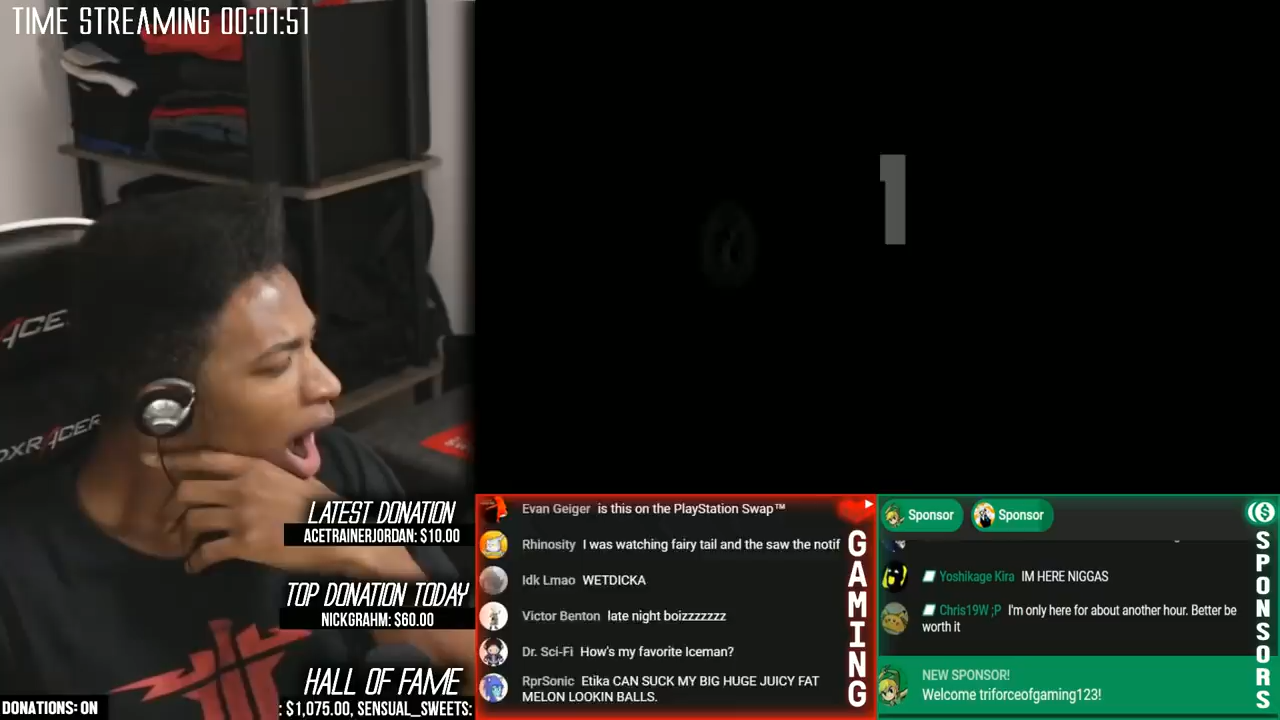 TIME STREAMING 00:01:51
1
ACE
DXRACER
LATEST DONATION
ACETRAINERJORDAN: $10.00
TOP DONATION TODAY
NICKGRAHM: $60.00
HALL OF FAME
: $1,075.00, SENSUAL_SWEETS:
DONATIONS: ON
Evan Geiger is this on the PlayStation Swap™
Rhinosity I was watching fairy tail and the saw the notif
Idk Lmao WETDICKA
Victor Benton late night boizzzzzzz
Dr. Sci-Fi How's my favorite Iceman?
RprSonic Etika CAN SUCK MY BIG HUGE JUICY FAT
MELON LOOKIN BALLS.
GAMING
Sponsor Sponsor
Yoshikage Kira IM HERE NIGGAS
Chris19W ;P I'm only here for about another hour. Better be
worth it
NEW SPONSOR!
Welcome triforceofgaming123!
SPONSORS